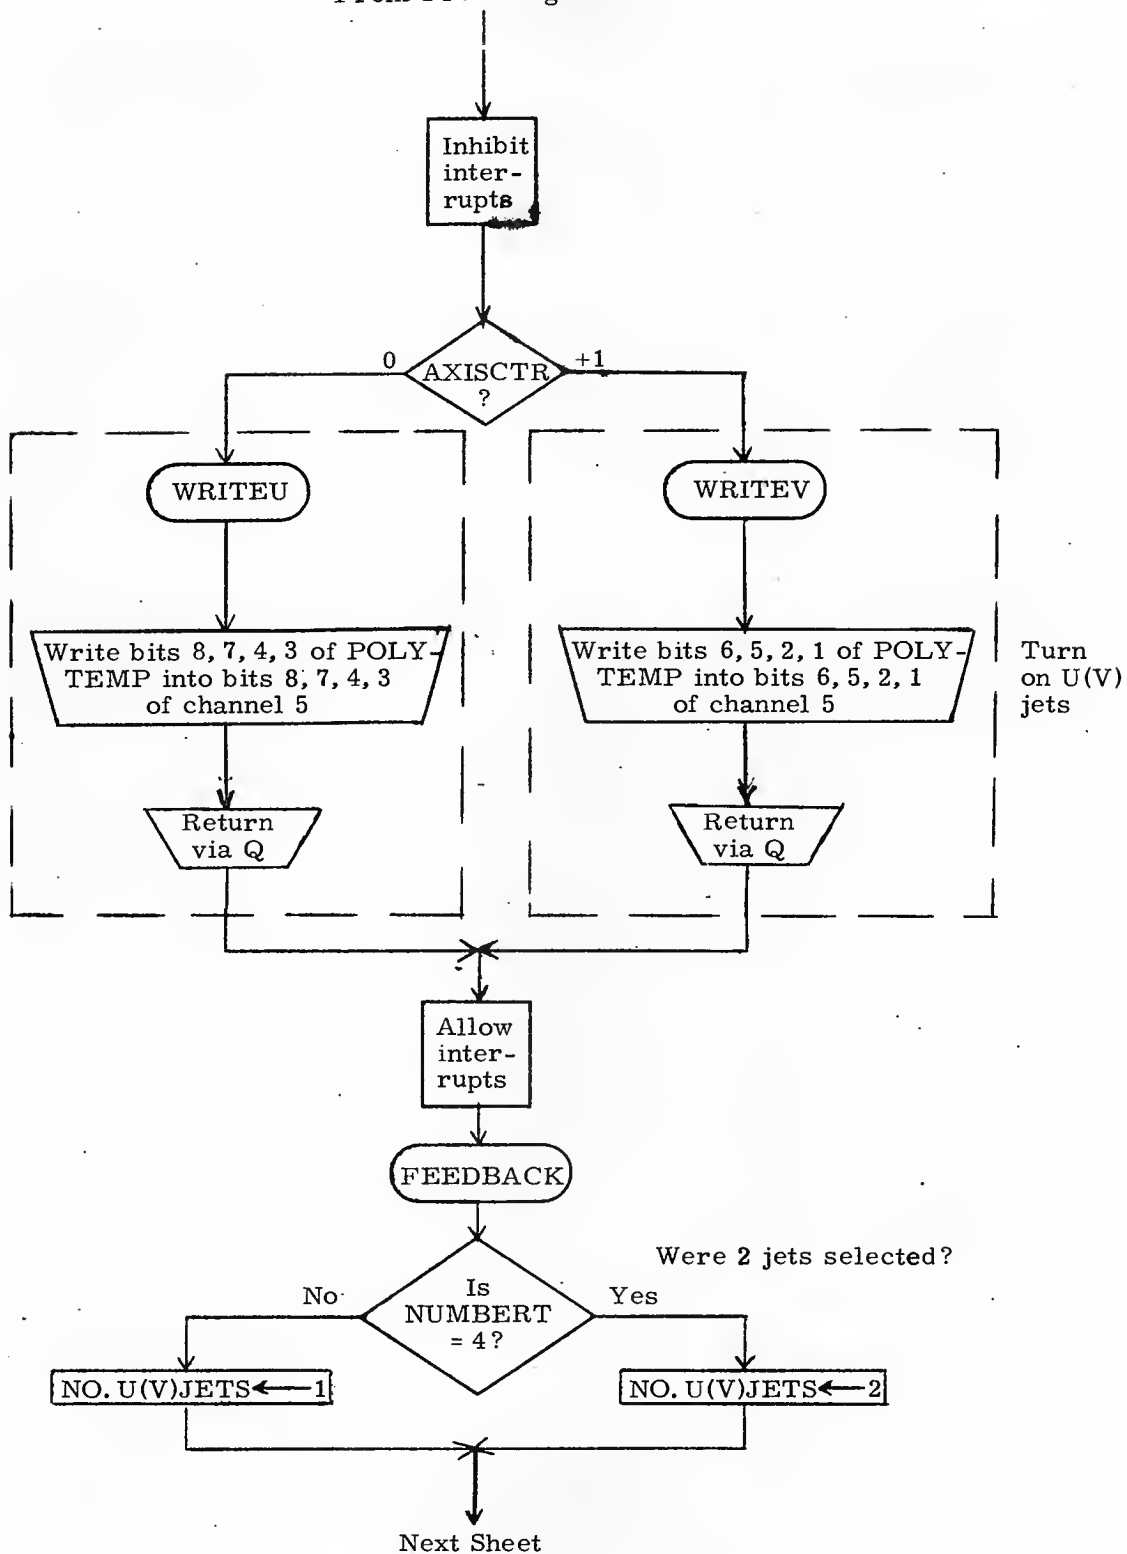 Inhibit
inter-
rupts
0
AXISCTR
?
+1
WRITEU
WRITEV
Write bits 8, 7, 4, 3 of POLY-
TEMP into bits 8, 7, 4, 3
of channel 5
Write bits 6, 5, 2, 1 of POLY-
TEMP into bits 6, 5, 2, 1
of channel 5
Turn
on U(V)
jets
Return
via Q
Return
via Q
Allow
inter-
rupts
FEEDBACK
Were 2 jets selected?
No
Is
NUMBERT
= 4?
Yes
NO. U(V)JETS←1
NO. U(V)JETS←2
Next Sheet